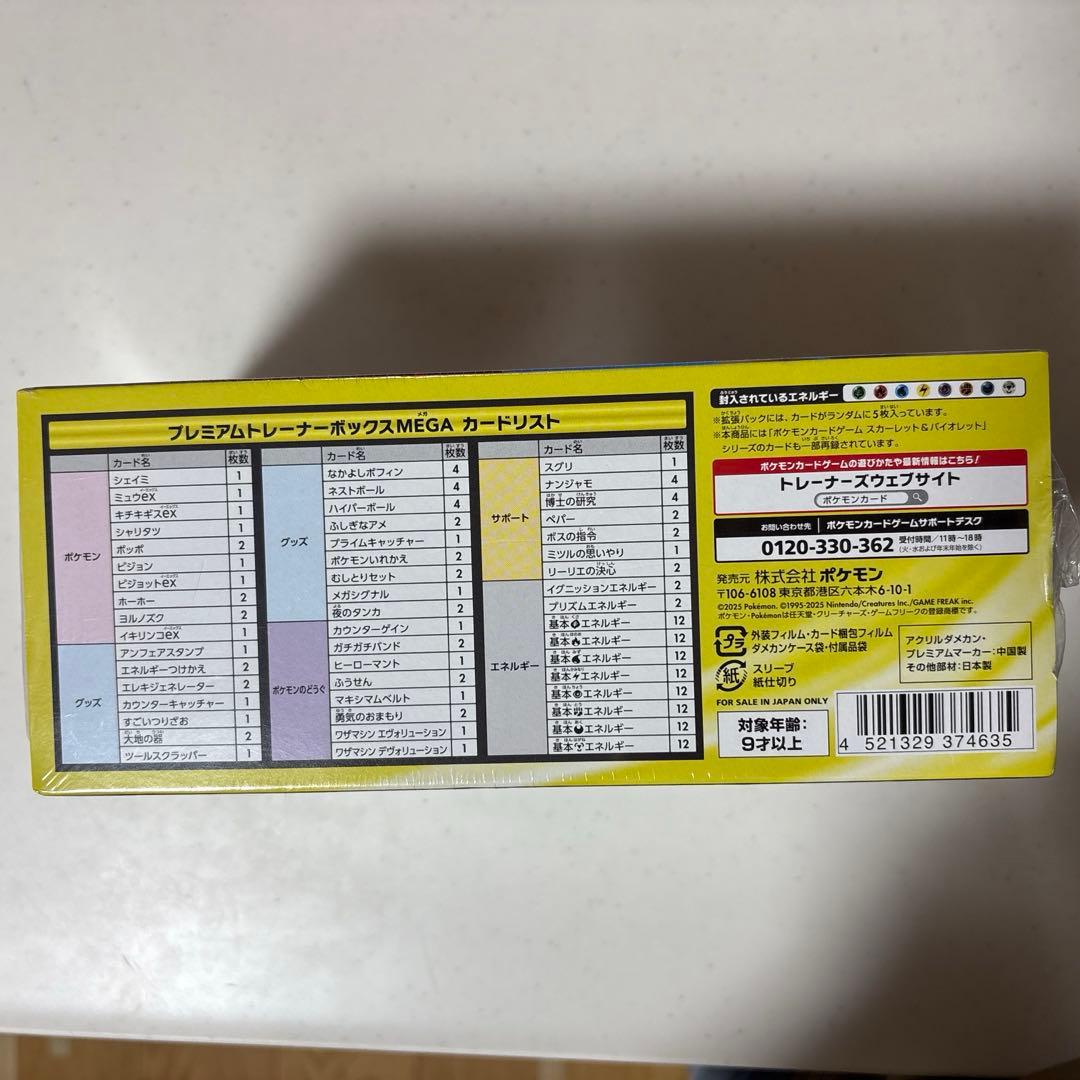 プレミアムトレーナーボックスMEGA カードリスト
カード名 枚数
ポケモン
シェイミ 1
ミュウex 1
キチキギスex 1
シャリタツ 1
ポッポ 2
ピジョン 1
ピジョットex 2
ホーホー 2
ヨルノズク 2
イキリンコex 1
グッズ
アンフェアスタンプ 1
エネルギーつけかえ 2
エレキジェネレーター 2
カウンターキャッチャー 1
すごいつりざお 1
大地の器 2
ツールスクラッパー 1
カード名 枚数
グッズ
なかよしポフィン 4
ネストボール 4
ハイパーボール 4
ふしぎなアメ 2
プライムキャッチャー 1
ポケモンいれかえ 2
むしとりセット 2
メガシグナル 1
夜のタンカ 2
ポケモンのどうぐ
カウンターゲイン 1
ガチガチバンド 2
ヒーローマント 1
ふうせん 2
マキシマムベルト 1
勇気のおまもり 2
ワザマシン エヴォリューション 1
ワザマシン デヴォリューション 1
カード名 枚数
サポート
スグリ 1
ナンジャモ 4
博士の研究 4
ペパー 2
ボスの指令 2
ミツルの思いやり 1
リーリエの決心 2
エネルギー
イグニッションエネルギー 2
プリズムエネルギー 2
基本エネルギー 12
基本エネルギー 12
基本エネルギー 12
基本エネルギー 12
基本エネルギー 12
基本エネルギー 12
基本エネルギー 12
基本エネルギー 12
封入されているエネルギー
※拡張パックには、カードがランダムに5枚入っています。
※本商品には「ポケモンカードゲーム スカーレット&バイオレット」
シリーズのカードも一部再録されています。
ポケモンカードゲームの遊びかたや最新情報はこちら!
トレーナーズウェブサイト
ポケモンカード
お問い合わせ先 ポケモンカードゲームサポートデスク
0120-330-362 受付時間/11時~18時
(火・水および年末年始を除く)
発売元 株式会社ポケモン
〒106-6108 東京都港区六本木6-10-1
©2025 Pokémon. ©1995-2025 Nintendo/Creatures Inc./GAME FREAK inc.
ポケモン・Pokémonは任天堂・クリーチャーズ・ゲームフリークの登録商標です。
プラ 外装フィルム・カード梱包フィルム
ダメカンケース袋・付属品袋
紙 スリーブ
紙仕切り
アクリルダメカン・
プレミアムマーカー:中国製
その他部材:日本製
FOR SALE IN JAPAN ONLY
対象年齢:
9才以上
4 521329 374635